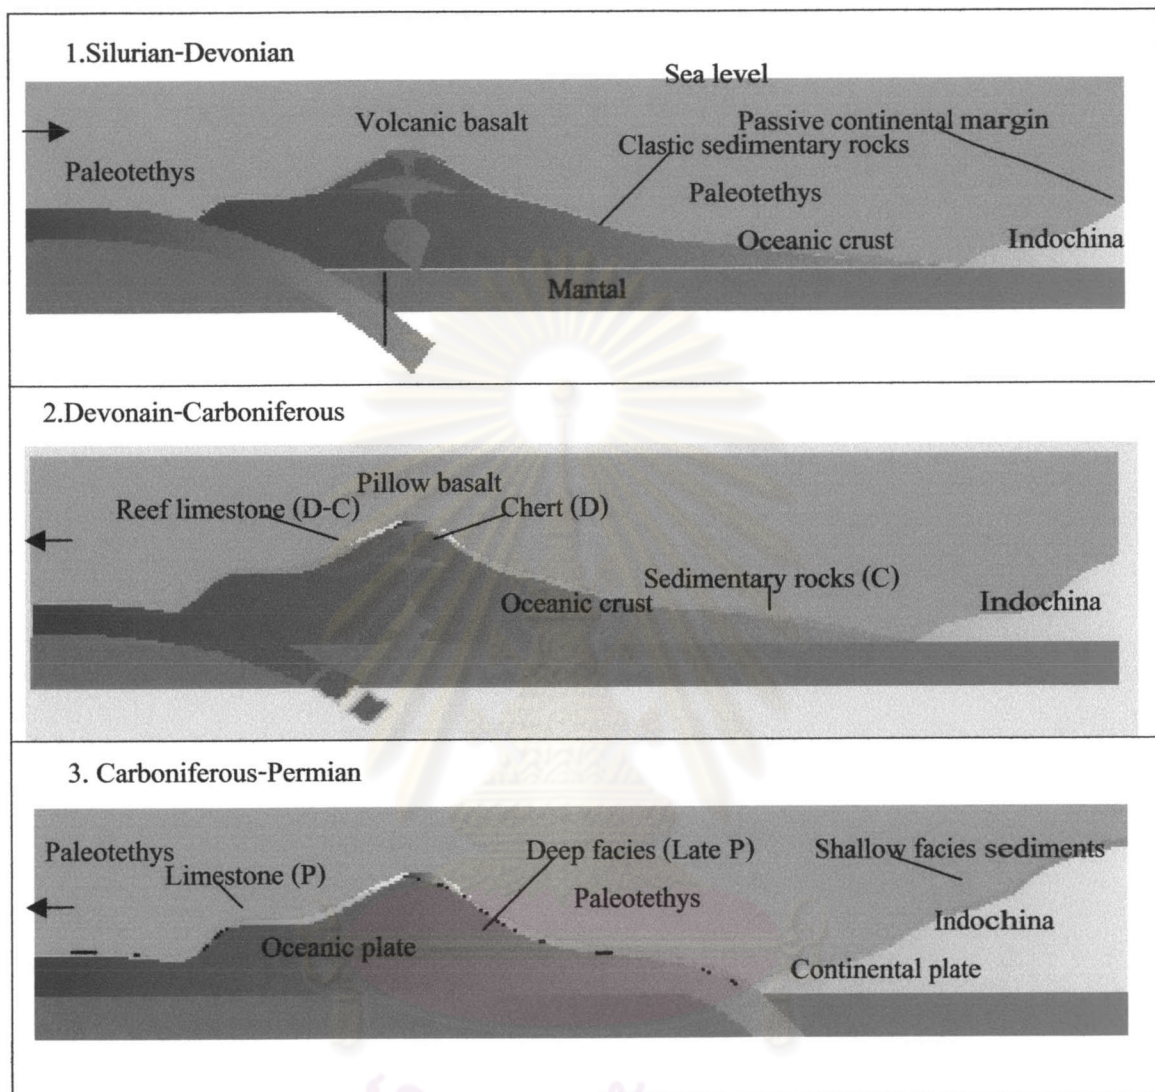 1.Silurian-Devonian
Sea level
Volcanic basalt
Passive continental margin
Clastic sedimentary rocks
Paleotethys
Paleotethys
Oceanic crust
Indochina
Mantal
2.Devonain-Carboniferous
Pillow basalt
Reef limestone (D-C)
Chert (D)
Sedimentary rocks (C)
Oceanic crust
Indochina
3. Carboniferous-Permian
Paleotethys
Deep facies (Late P)
Shallow facies sediments
Limestone (P)
Paleotethys
Indochina
Oceanic plate
Continental plate